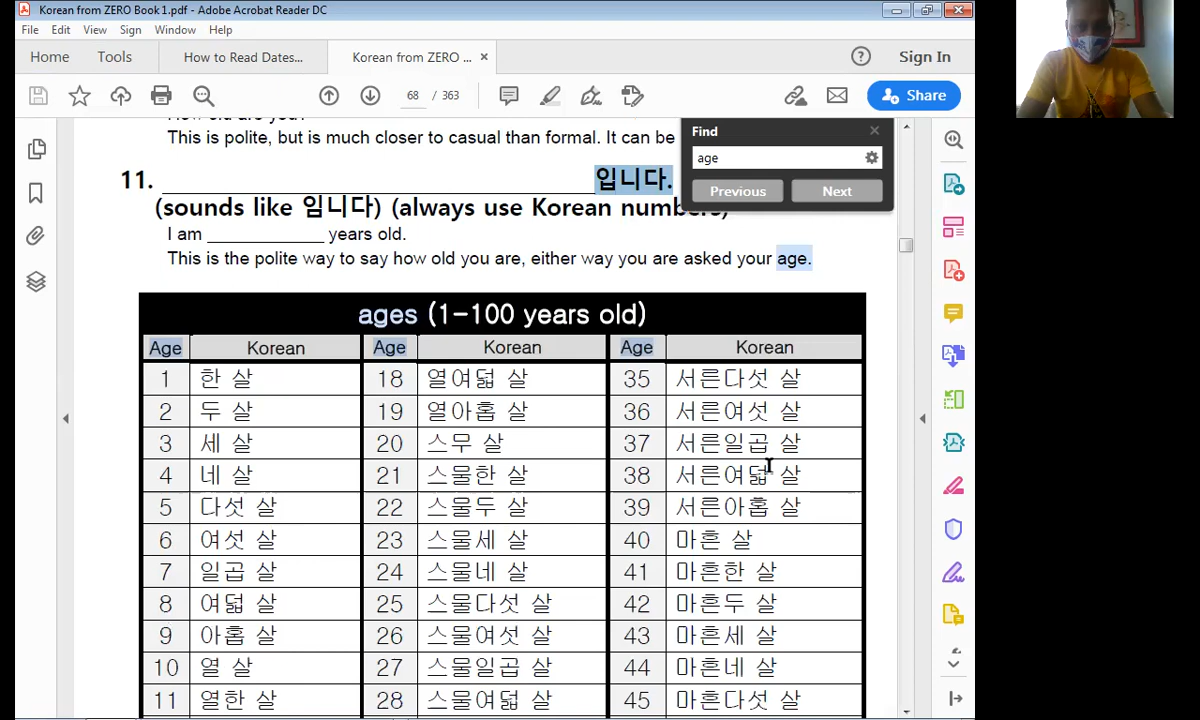 Korean from ZERO Book 1.pdf - Adobe Acrobat Reader DC
File Edit View Sign Window Help
Home Tools How to Read Dates... Korean from ZERO ... × Sign In
68 / 363 Share
How old are you?
This is polite, but is much closer to casual than formal. It can be
Find
age
Previous Next
11. ______________________________ 입니다.
(sounds like 임니다) (always use Korean numbers)
I am ____________ years old.
This is the polite way to say how old you are, either way you are asked your age.
ages (1-100 years old)
Age Korean Age Korean Age Korean
1 한 살 18 열여덟 살 35 서른다섯 살
2 두 살 19 열아홉 살 36 서른여섯 살
3 세 살 20 스무 살 37 서른일곱 살
4 네 살 21 스물한 살 38 서른여덟 살
5 다섯 살 22 스물두 살 39 서른아홉 살
6 여섯 살 23 스물세 살 40 마흔 살
7 일곱 살 24 스물네 살 41 마흔한 살
8 여덟 살 25 스물다섯 살 42 마흔두 살
9 아홉 살 26 스물여섯 살 43 마흔세 살
10 열 살 27 스물일곱 살 44 마흔네 살
11 열한 살 28 스물여덟 살 45 마흔다섯 살